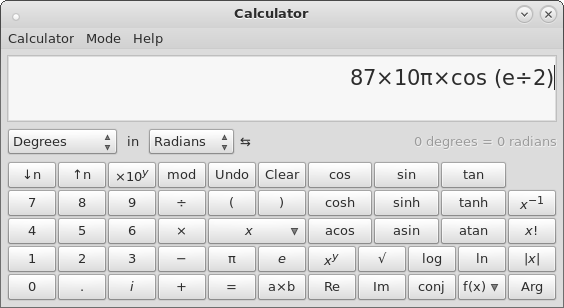 Calculator
Calculator Mode Help
87×10π×cos (e÷2)
Degrees in Radians ⇆ 0 degrees = 0 radians
↓n ↑n ×10ʸ mod Undo Clear cos sin tan
7 8 9 ÷ ( ) cosh sinh tanh x⁻¹
4 5 6 × x acos asin atan x!
1 2 3 − π e xʸ √ log ln |x|
0 . i + = a×b Re Im conj f(x) Arg